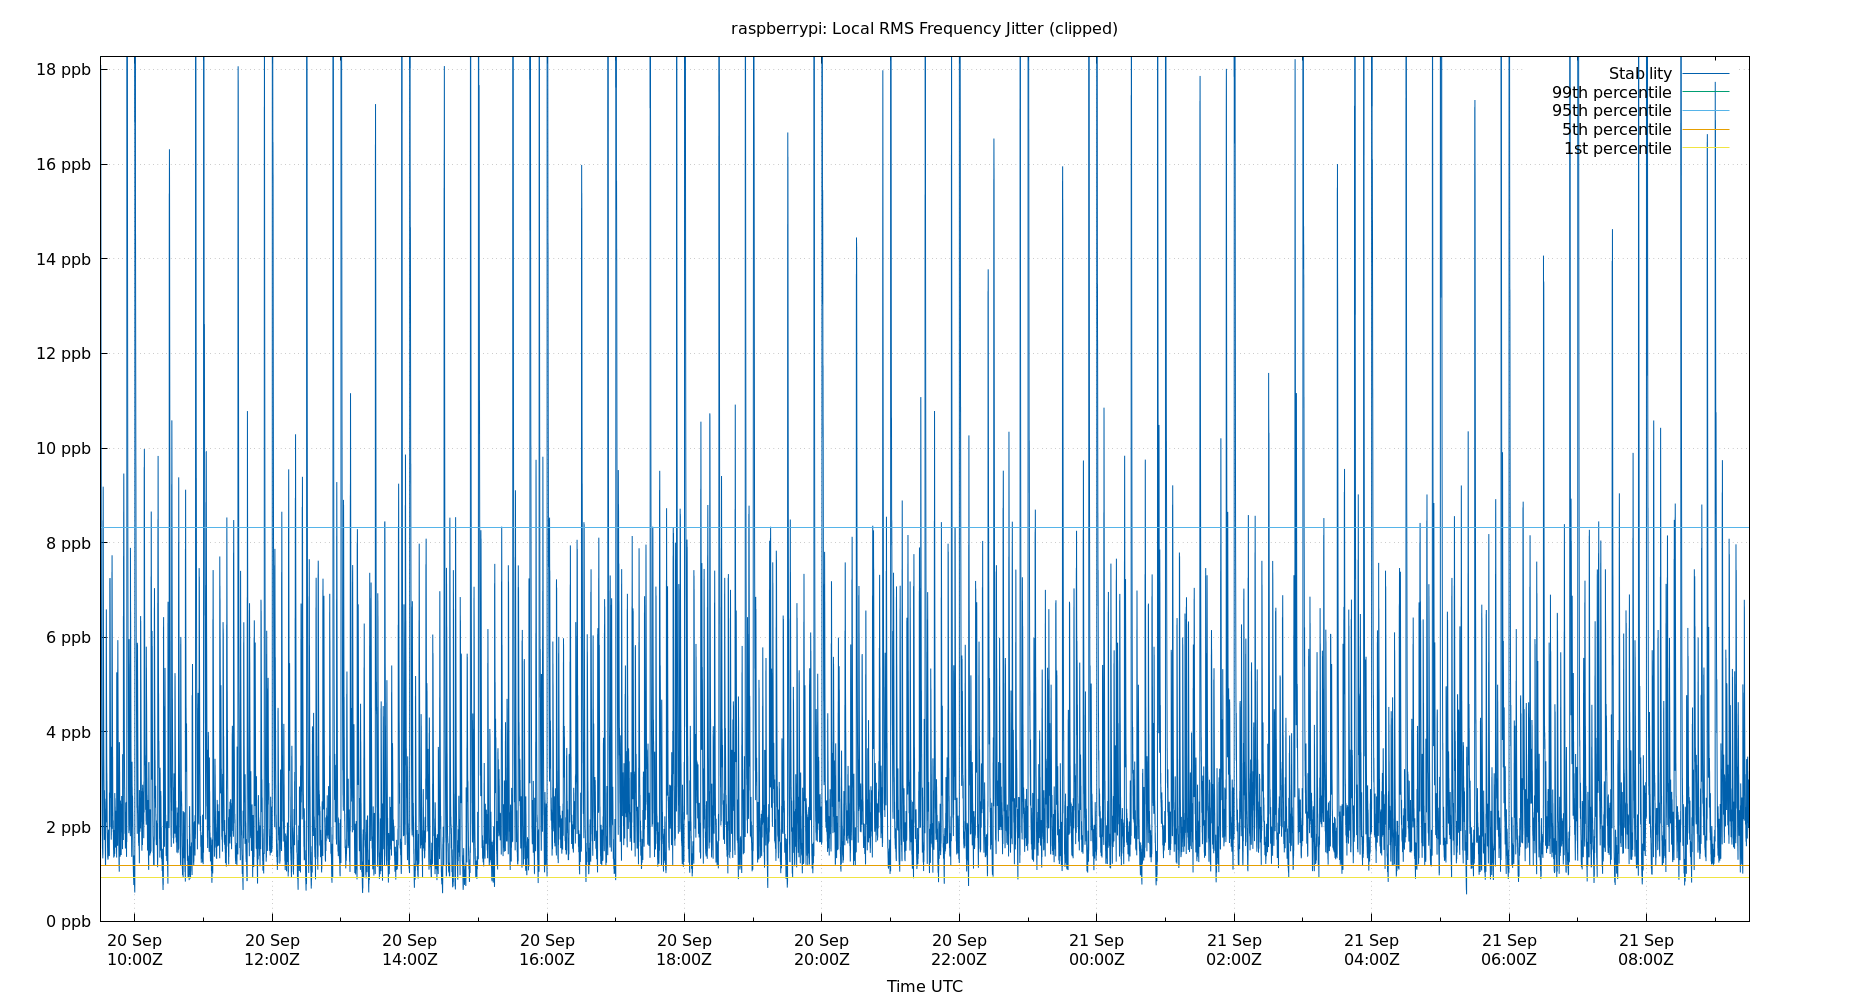 raspberrypi: Local RMS Frequency Jitter (clipped)
18 ppb
16 ppb
14 ppb
12 ppb
10 ppb
8 ppb
6 ppb
4 ppb
2 ppb
0 ppb
Stability
99th percentile
95th percentile
5th percentile
1st percentile
20 Sep 20 Sep 20 Sep 20 Sep 20 Sep 20 Sep 20 Sep 21 Sep 21 Sep 21 Sep 21 Sep 21 Sep
10:00Z 12:00Z 14:00Z 16:00Z 18:00Z 20:00Z 22:00Z 00:00Z 02:00Z 04:00Z 06:00Z 08:00Z
Time UTC